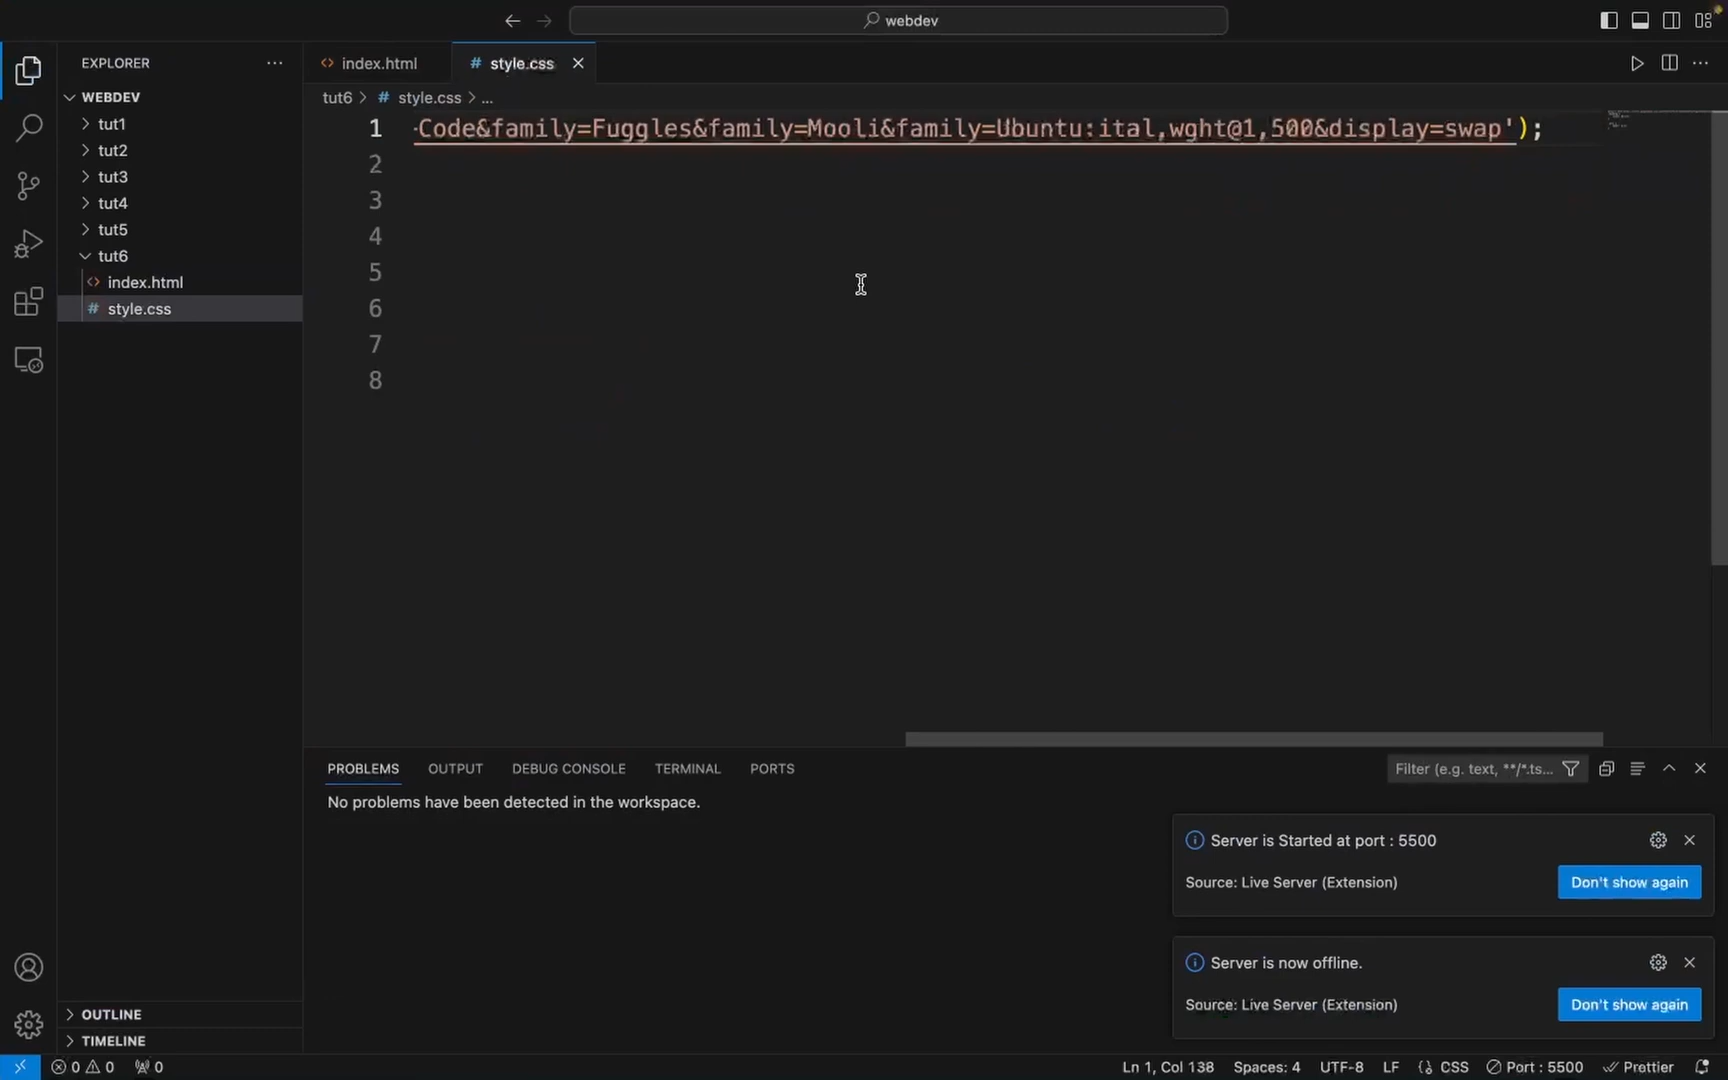 webdev
EXPLORER
index.html
style.css
WEBDEV
tut6 > # style.css > ...
tut1
tut2
tut3
tut4
tut5
tut6
index.html
# style.css
1 -Code&family=Fuggles&family=Mooli&family=Ubuntu:ital,wght@1,500&display=swap');
2
3
4
5
6
7
8
PROBLEMS OUTPUT DEBUG CONSOLE TERMINAL PORTS
Filter (e.g. text, **/*.ts...
No problems have been detected in the workspace.
Server is Started at port : 5500
Source: Live Server (Extension)
Don't show again
Server is now offline.
Source: Live Server (Extension)
Don't show again
OUTLINE
TIMELINE
0 0 0
Ln 1, Col 138 Spaces: 4 UTF-8 LF {} CSS Port : 5500 Prettier